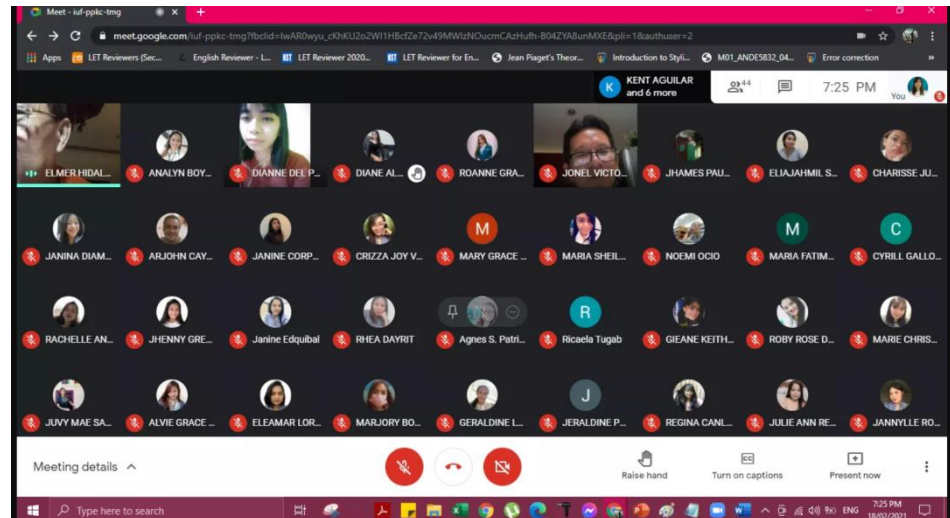 Meet - iuf-ppkc-tmg
meet.google.com/iuf-ppkc-tmg?fbclid=
Apps LET Reviewers (Sec... English Reviewer - L... LET Reviewer 2020... LET Reviewer for En... Jean Piaget's Theor... Introduction to Styli... M01_ANDE5832_04... Error correction
K KENT AGUILAR
and 6 more
44
7:25 PM
You
ELMER HIDAL... ANALYN BOY... DIANNE DEL P... DIANE AL... ROANNE GRA... JONEL VICTO... JHAMES PAU... ELIAJAHMIL S... CHARISSE JU...
M M C
JANINA DIAM... ARJOHN CAY... JANINE CORP... CRIZZA JOY V... MARY GRACE ... MARIA SHEIL... NOEMI OCIO MARIA FATIM... CYRILL GALLO...
R
RACHELLE AN... JHENNY GRE... Janine Edquibal RHEA DAYRIT Agnes S. Patri... Ricaela Tugab GIEANE KEITH... ROBY ROSE D... MARIE CHRIS...
J
JUVY MAE SA... ALVIE GRACE ... ELEAMAR LOR... MARJORY BO... GERALDINE L... JERALDINE P... REGINA CANL... JULIE ANN RE... JANNYLLE RO...
Meeting details
Raise hand
CC
Turn on captions
Present now
Type here to search
ENG
7:25 PM
18/02/2021